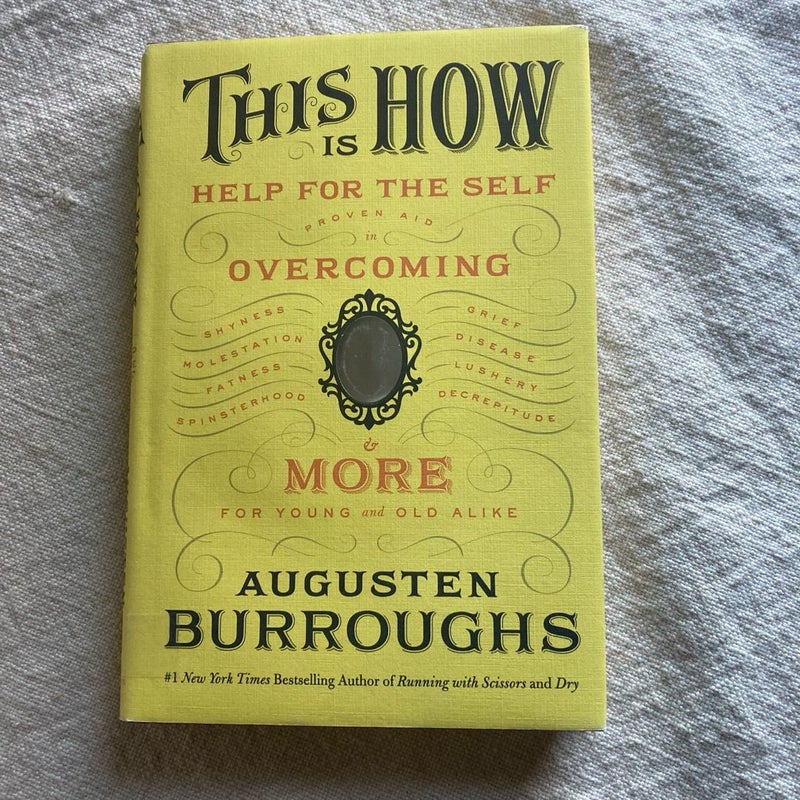 THIS IS HOW
HELP FOR THE SELF
PROVEN AID
in
OVERCOMING
SHYNESS
MOLESTATION
FATNESS
SPINSTERHOOD
GRIEF
DISEASE
LUSHERY
DECREPITUDE
&
MORE
FOR YOUNG and OLD ALIKE
AUGUSTEN
BURROUGHS
#1 New York Times Bestselling Author of Running with Scissors and Dry